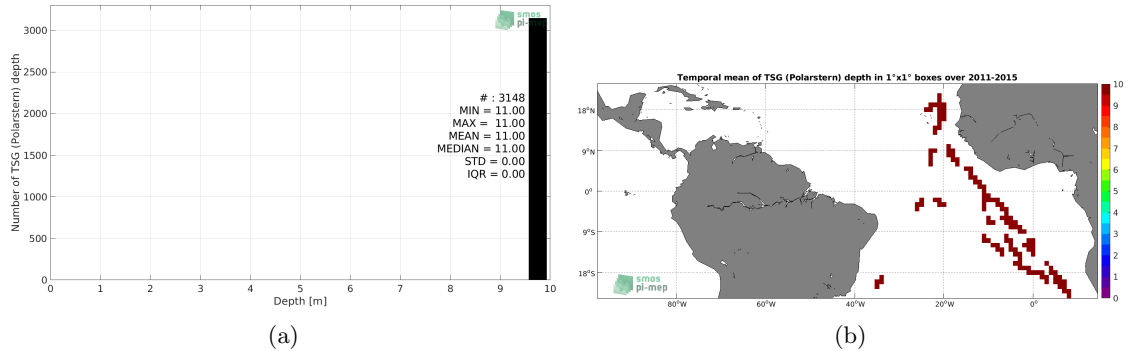 smos
pi-mep
3000
2500
2000
1500
1000
500
0
Number of TSG (Polarstern) depth
# : 3148
MIN = 11.00
MAX = 11.00
MEAN = 11.00
MEDIAN = 11.00
STD = 0.00
IQR = 0.00
0 1 2 3 4 5 6 7 8 9 10
Depth [m]
(a)
Temporal mean of TSG (Polarstern) depth in 1°x1° boxes over 2011-2015
18°N
9°N
0°
9°S
18°S
80°W 60°W 40°W 20°W 0°
smos
pi-mep
10
9
8
7
6
5
4
3
2
1
0
(b)